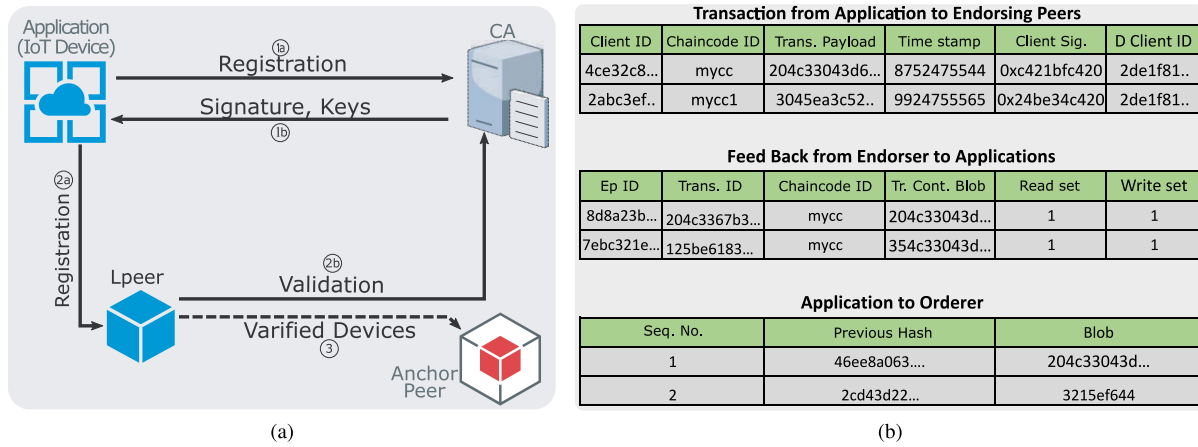 Application
(IoT Device)
CA
1a
Registration
Signature, Keys
1b
2a
Registration
Lpeer
2b
Validation
Varified Devices
3
Anchor
Peer
(a)
Transaction from Application to Endorsing Peers
Client ID Chaincode ID Trans. Payload Time stamp Client Sig. D Client ID
4ce32c8... mycc 204c33043d6... 8752475544 0xc421bfc420 2de1f81..
2abc3ef.. mycc1 3045ea3c52.. 9924755565 0x24be34c420 2de1f81..
Feed Back from Endorser to Applications
Ep ID Trans. ID Chaincode ID Tr. Cont. Blob Read set Write set
8d8a23b... 204c3367b3... mycc 204c33043d... 1 1
7ebc321e... 125be6183... mycc 354c33043d... 1 1
Application to Orderer
Seq. No. Previous Hash Blob
1 46ee8a063.... 204c33043d...
2 2cd43d22... 3215ef644
(b)